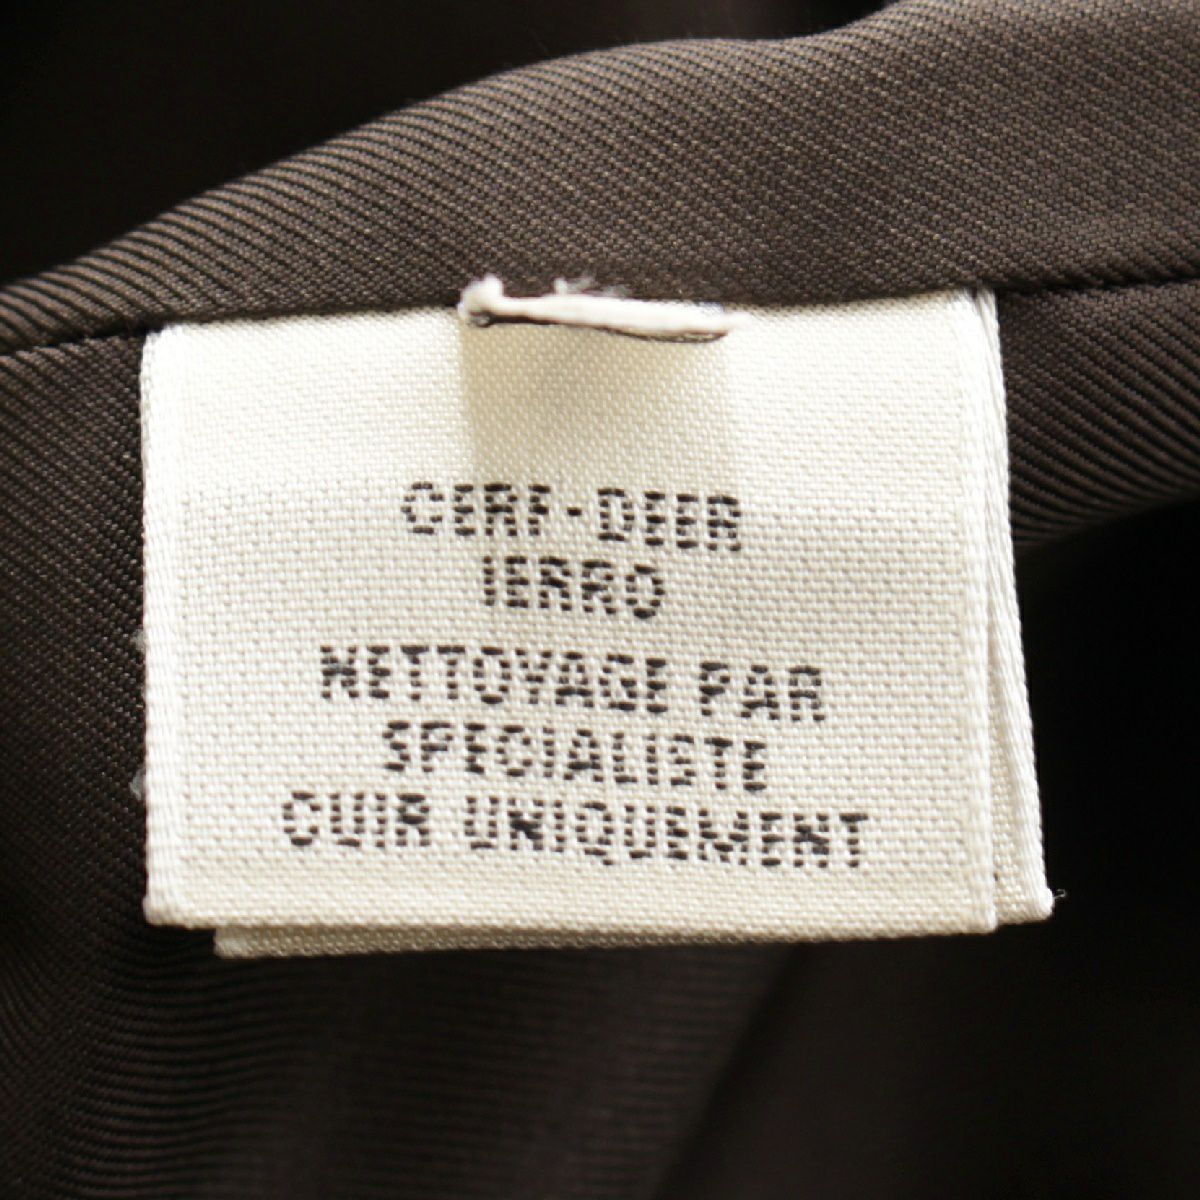 CERF-DEER
IERRO
NETTOYAGE PAR
SPECIALISTE
CUIR UNIQUEMENT